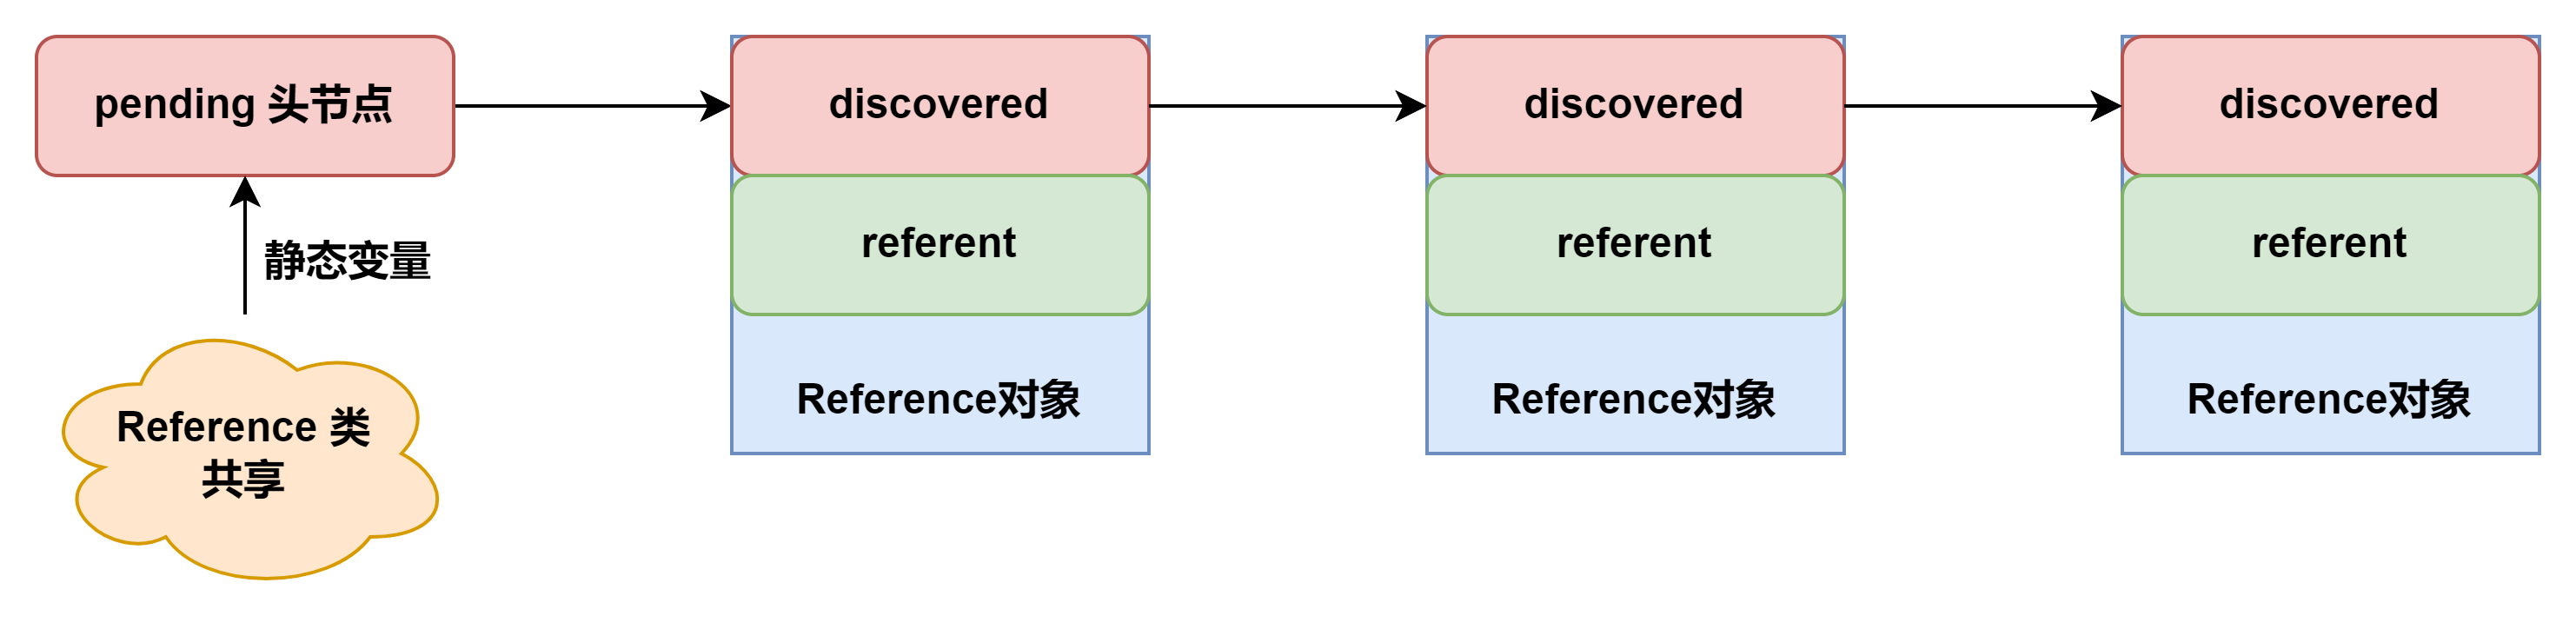 pending 头节点
discovered
discovered
discovered
静态变量
referent
referent
referent
Reference 类
共享
Reference对象
Reference对象
Reference对象